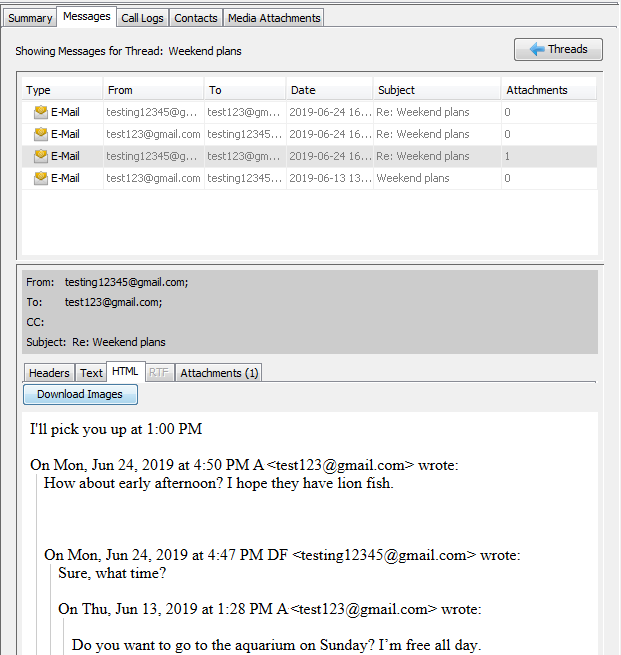 Summary Messages Call Logs Contacts Media Attachments
Showing Messages for Thread: Weekend plans Threads
Type From To Date Subject Attachments
E-Mail testing12345@g... test123@gm... 2019-06-24 16... Re: Weekend plans 0
E-Mail test123@gmail.com testing12345... 2019-06-24 16... Re: Weekend plans 0
E-Mail testing12345@g... test123@gm... 2019-06-24 16... Re: Weekend plans 1
E-Mail test123@gmail.com testing12345... 2019-06-13 13... Weekend plans 0
From: testing12345@gmail.com;
To: test123@gmail.com;
CC:
Subject: Re: Weekend plans
Headers Text HTML RTF Attachments (1)
Download Images
I'll pick you up at 1:00 PM
On Mon, Jun 24, 2019 at 4:50 PM A <test123@gmail.com> wrote:
How about early afternoon? I hope they have lion fish.
On Mon, Jun 24, 2019 at 4:47 PM DF <testing12345@gmail.com> wrote:
Sure, what time?
On Thu, Jun 13, 2019 at 1:28 PM A <test123@gmail.com> wrote:
Do you want to go to the aquarium on Sunday? I'm free all day.